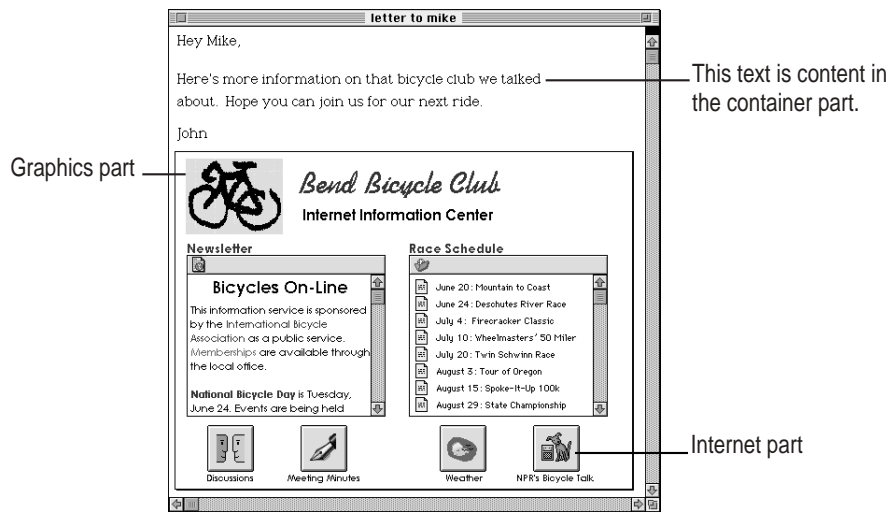 letter to mike
Hey Mike,
Here's more information on that bicycle club we talked
about. Hope you can join us for our next ride.
John
This text is content in
the container part.
Graphics part
Bend Bicycle Club
Internet Information Center
Newsletter
Bicycles On-Line
This information service is sponsored
by the International Bicycle
Association as a public service.
Memberships are available through
the local office.
National Bicycle Day is Tuesday,
June 24. Events are being held
Race Schedule
June 20: Mountain to Coast
June 24: Deschutes River Race
July 4: Firecracker Classic
July 10: Wheelmasters' 50 Miler
July 20: Twin Schwinn Race
August 3: Tour of Oregon
August 15: Spoke-It-Up 100k
August 29: State Championship
Discussions
Meeting Minutes
Weather
NPR's Bicycle Talk
Internet part